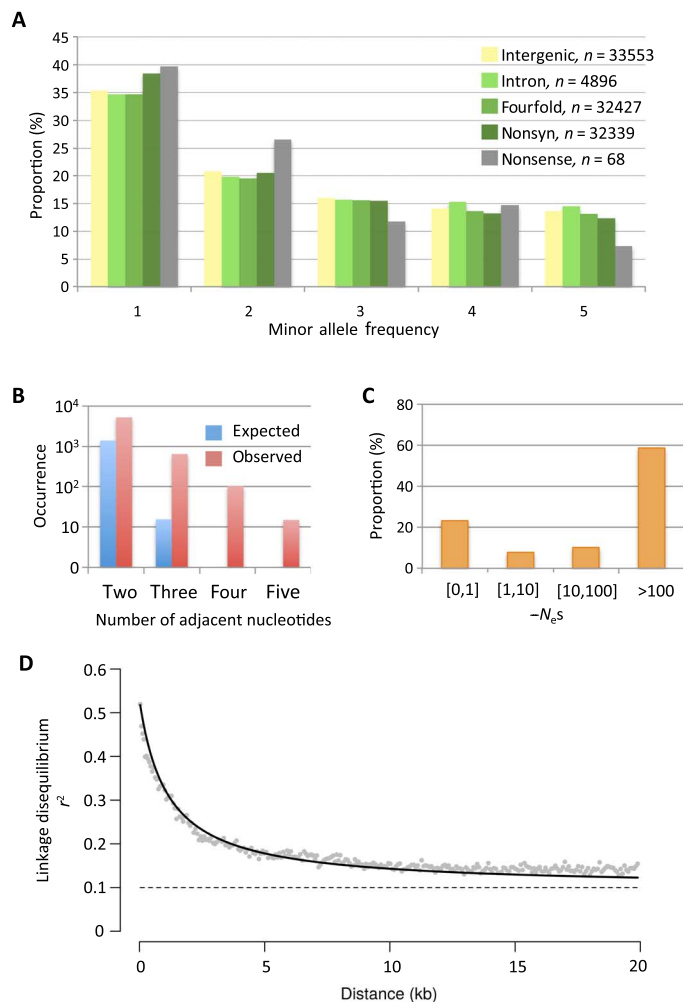 A
45
40
35
30
25
20
15
10
5
0
Proportion (%)
Intergenic, n = 33553
Intron, n = 4896
Fourfold, n = 32427
Nonsyn, n = 32339
Nonsense, n = 68
1 2 3 4 5
Minor allele frequency
B
10⁴
10³
10²
10
0
Occurrence
Expected
Observed
Two Three Four Five
Number of adjacent nucleotides
C
80
60
40
20
0
Proportion (%)
[0,1] [1,10] [10,100] >100
–Nₑs
D
0.6
0.5
0.4
0.3
0.2
0.1
0
Linkage disequilibrium
r²
0 5 10 15 20
Distance (kb)